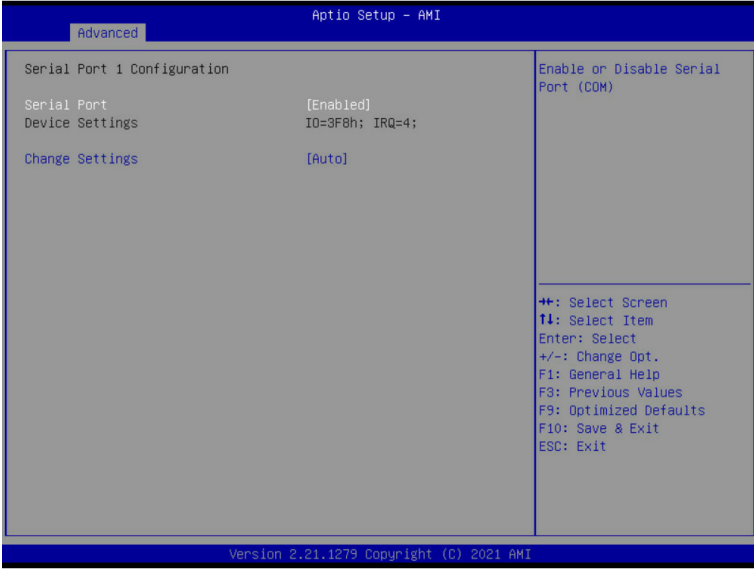 Aptio Setup – AMI
Advanced
Serial Port 1 Configuration
Serial Port [Enabled]
Device Settings IO=3F8h; IRQ=4;
Change Settings [Auto]
Enable or Disable Serial
Port (COM)
→←: Select Screen
↑↓: Select Item
Enter: Select
+/-: Change Opt.
F1: General Help
F3: Previous Values
F9: Optimized Defaults
F10: Save & Exit
ESC: Exit
Version 2.21.1279 Copyright (C) 2021 AMI